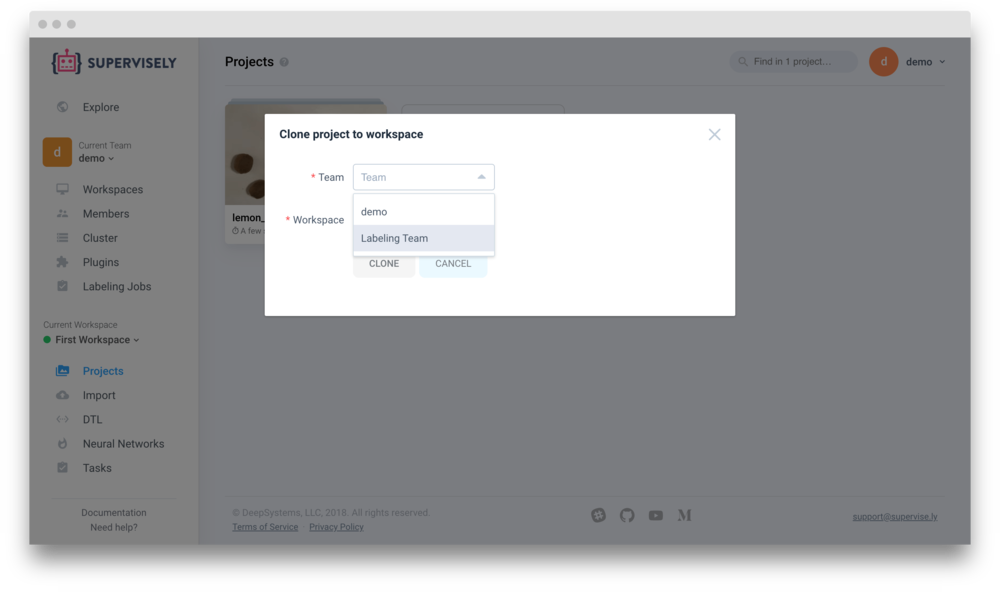 SUPERVISELY
Projects
Find in 1 project...
d
demo
Explore
d
Current Team
demo
Workspaces
Members
Cluster
Plugins
Labeling Jobs
Current Workspace
First Workspace
Projects
Import
DTL
Neural Networks
Tasks
Documentation
Need help?
lemon_
A few
Clone project to workspace
* Team
Team
demo
Labeling Team
* Workspace
CLONE
CANCEL
© DeepSystems, LLC, 2018. All rights reserved.
Terms of Service
Privacy Policy
support@supervise.ly